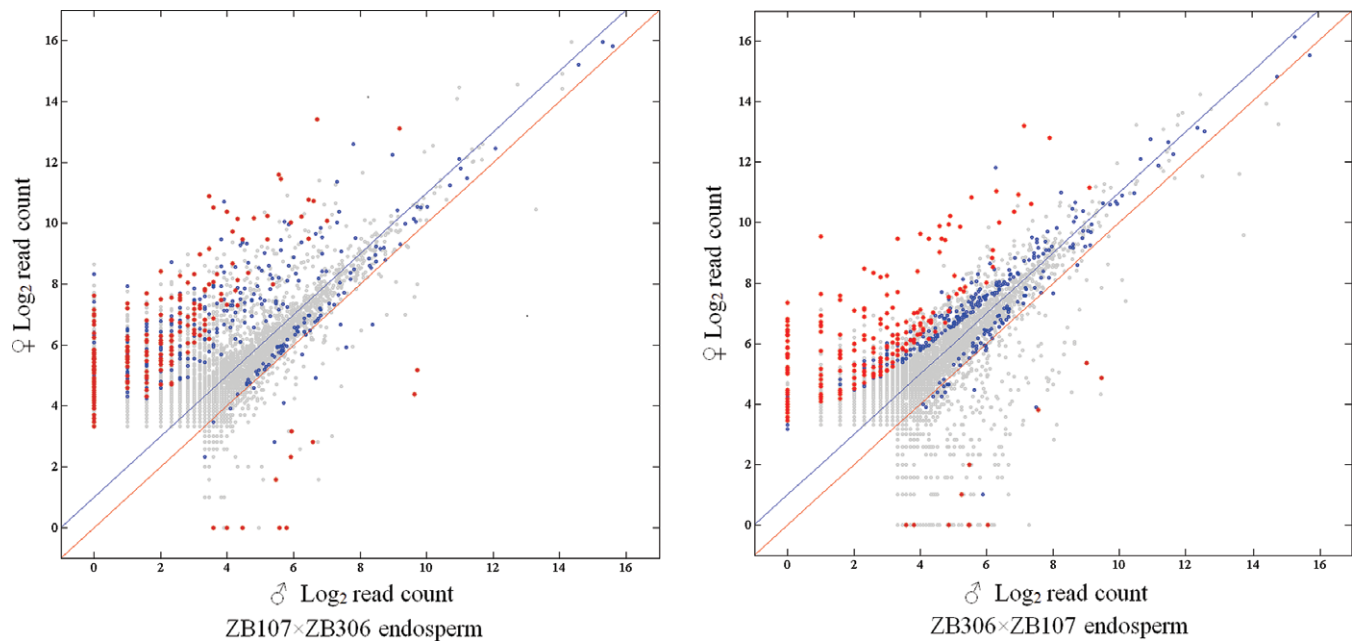 ♀ Log₂ read count
16
14
12
10
8
6
4
2
0
0 2 4 6 8 10 12 14 16
♂ Log₂ read count
ZB107×ZB306 endosperm
♀ Log₂ read count
16
14
12
10
8
6
4
2
0
0 2 4 6 8 10 12 14 16
♂ Log₂ read count
ZB306×ZB107 endosperm